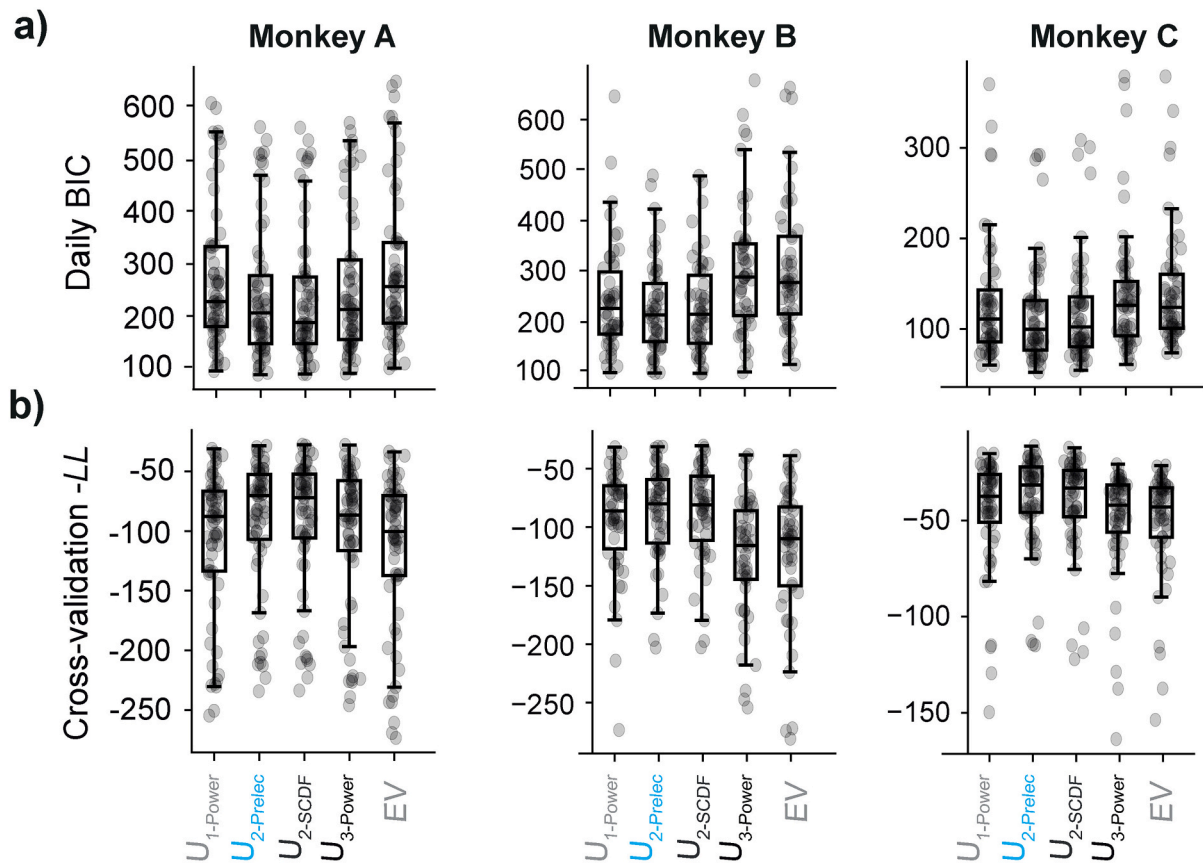 a)
Monkey A
Monkey B
Monkey C
Daily BIC
600
500
400
300
200
100
600
500
400
300
200
100
300
200
100
b)
Cross-validation -LL
-50
-100
-150
-200
-250
−50
−100
−150
−200
−250
−50
−100
−150
U1-Power
U2-Prelec
U2-SCDF
U3-Power
EV
U1-Power
U2-Prelec
U2-SCDF
U3-Power
EV
U1-Power
U2-Prelec
U2-SCDF
U3-Power
EV